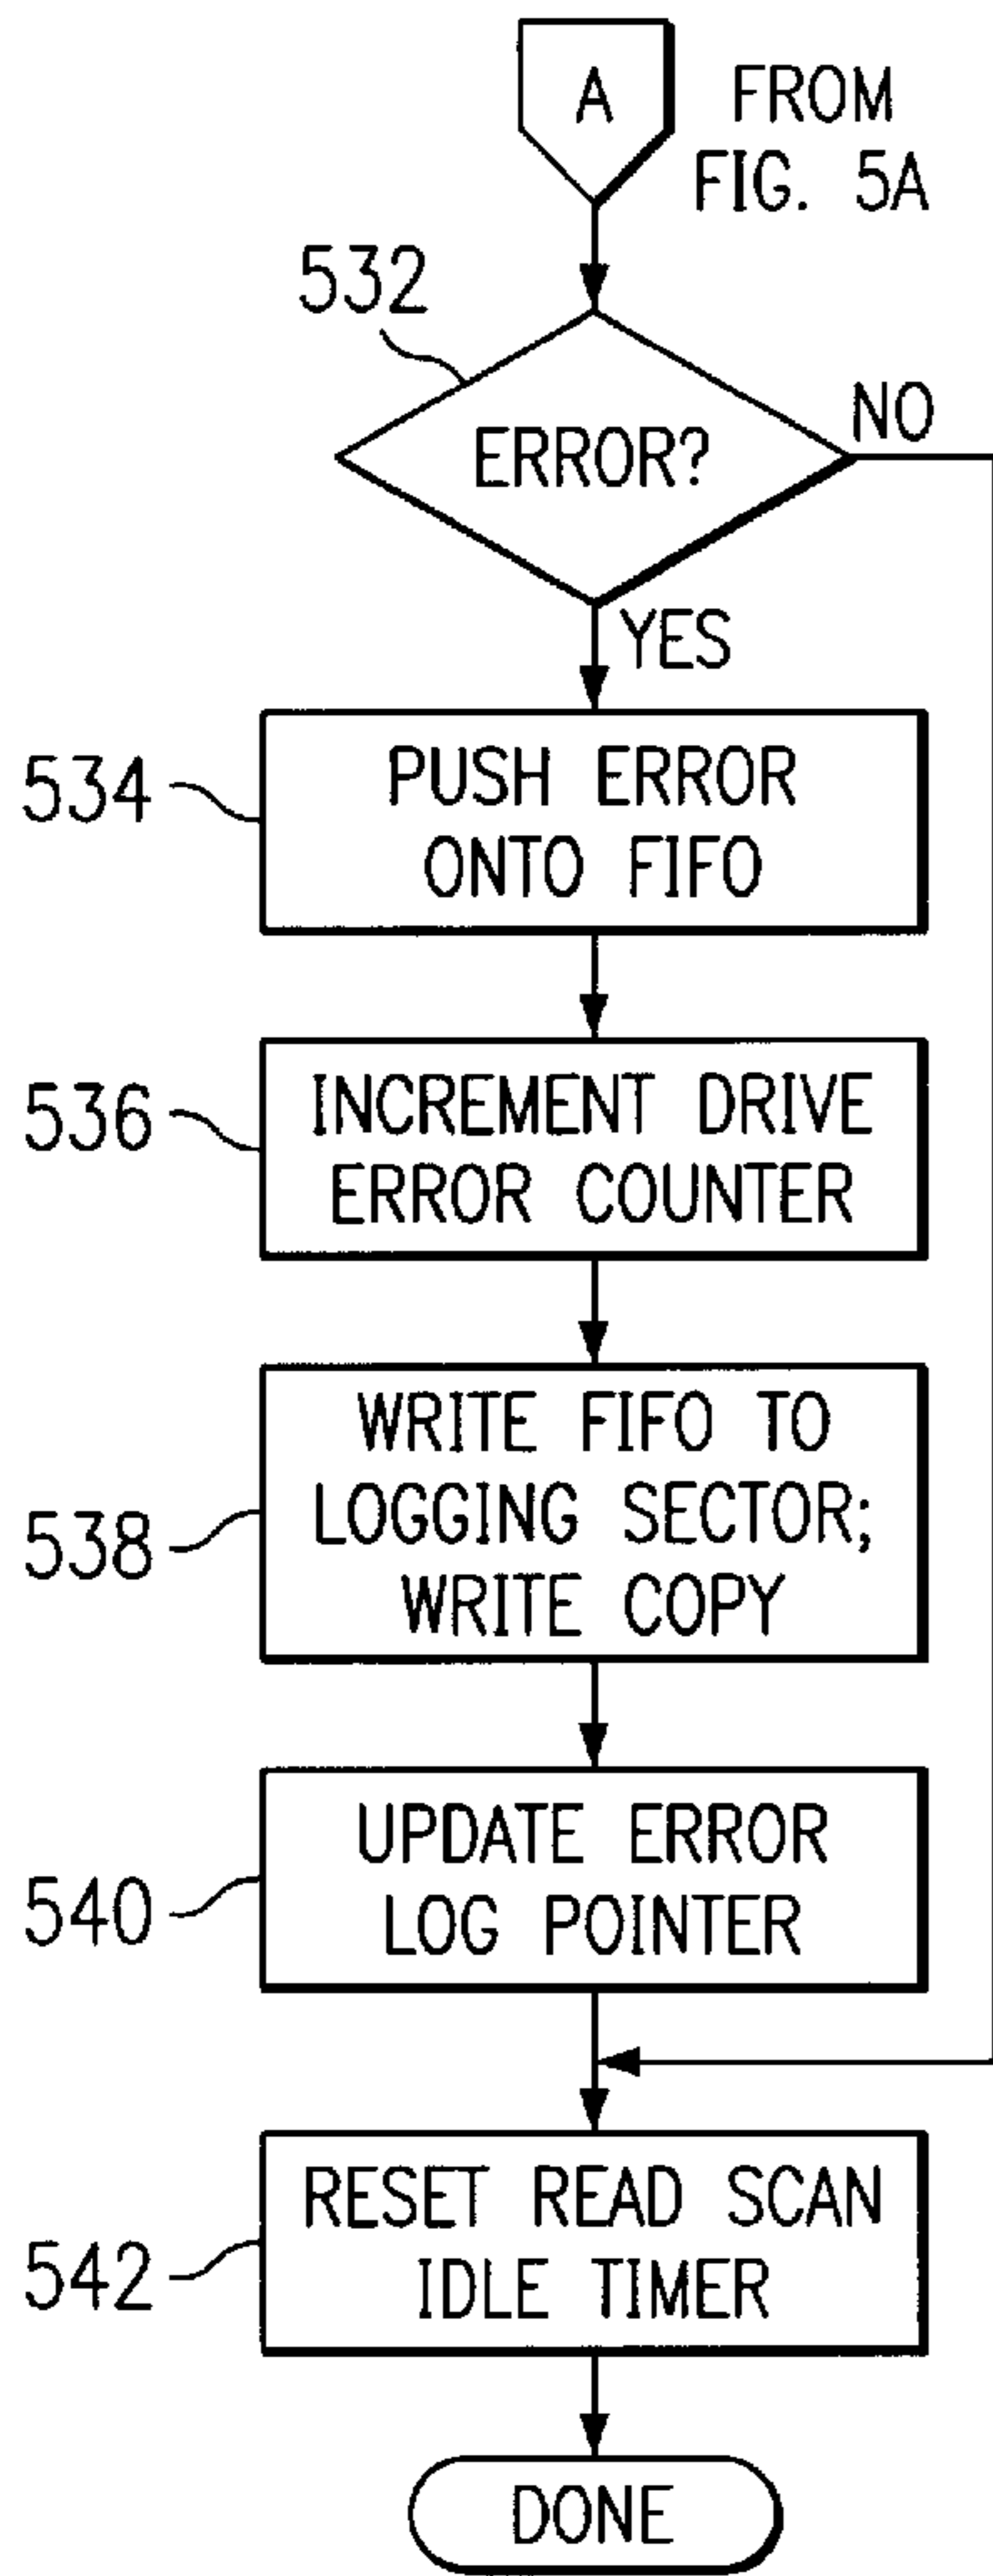 A
FROM
FIG. 5A
532
ERROR?
NO
YES
534
PUSH ERROR
ONTO FIFO
536
INCREMENT DRIVE
ERROR COUNTER
538
WRITE FIFO TO
LOGGING SECTOR;
WRITE COPY
540
UPDATE ERROR
LOG POINTER
542
RESET READ SCAN
IDLE TIMER
DONE